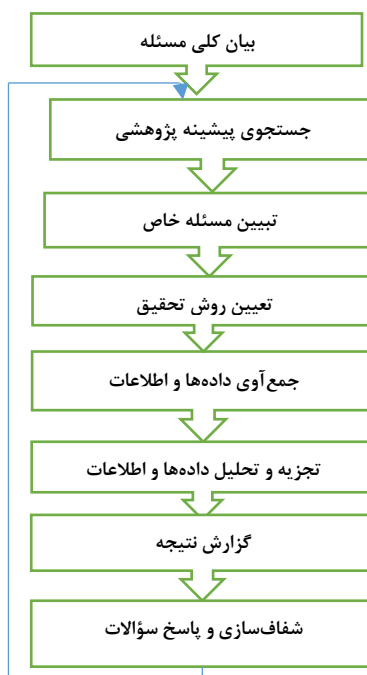 بیان کلی مسئله
جستجوی پیشینه پژوهشی
تبیین مسئله خاص
تعیین روش تحقیق
جمع‌آوی داده‌ها و اطلاعات
تجزیه و تحلیل داده‌ها و اطلاعات
گزارش نتیجه
شفاف‌سازی و پاسخ سؤالات